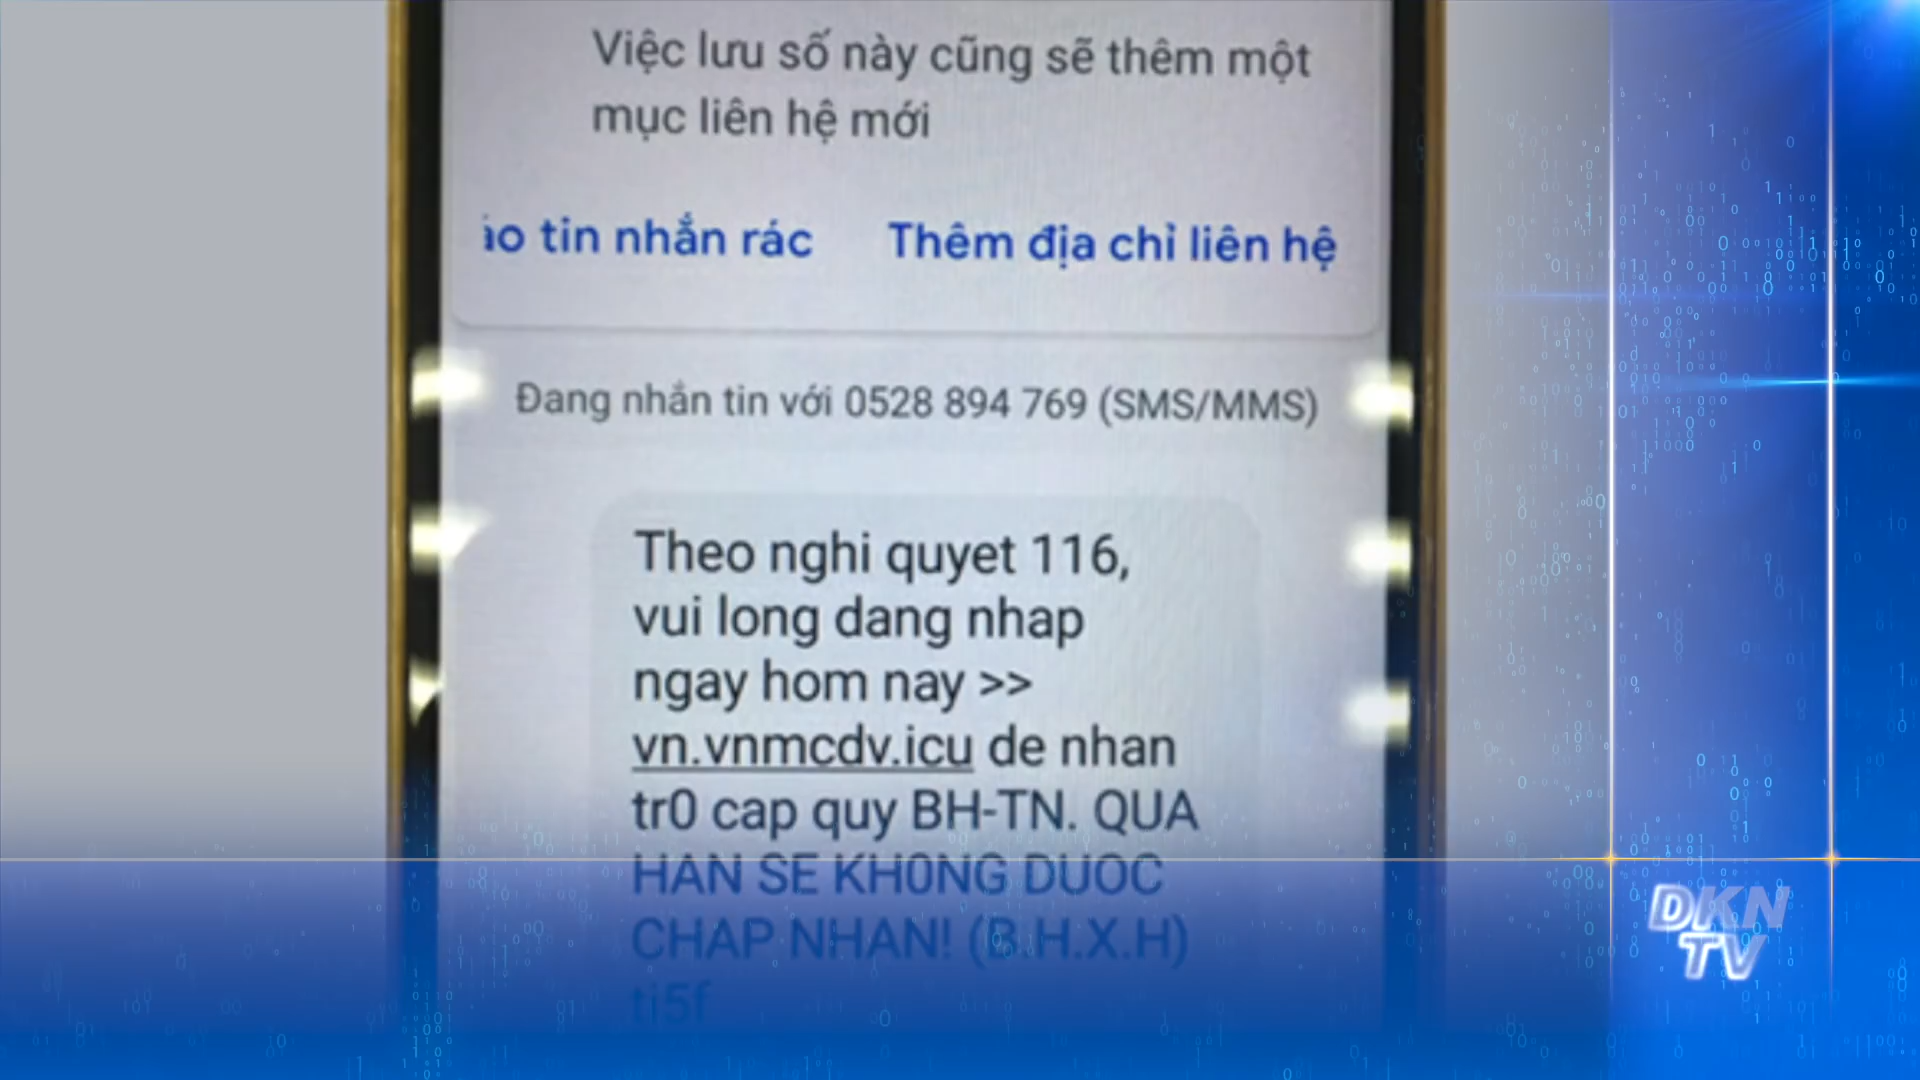 Việc lưu số này cũng sẽ thêm một
mục liên hệ mới
áo tin nhắn rác Thêm địa chỉ liên hệ
Đang nhắn tin với 0528 894 769 (SMS/MMS)
Theo nghi quyet 116,
vui long dang nhap
ngay hom nay >>
vn.vnmcdv.icu de nhan
tr0 cap quy BH-TN. QUA
HAN SE KH0NG DUOC
CHAP NHAN! (B.H.X.H)
ti5f
DKN
TV